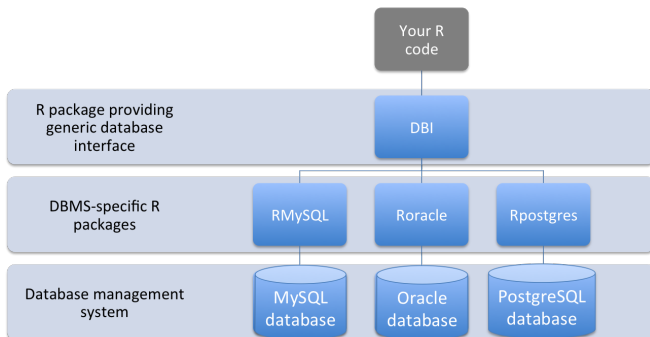 Your R
code
R package providing
generic database
interface
DBI
DBMS-specific R
packages
RMySQL
Roracle
Rpostgres
Database management
system
MySQL
database
Oracle
database
PostgreSQL
database